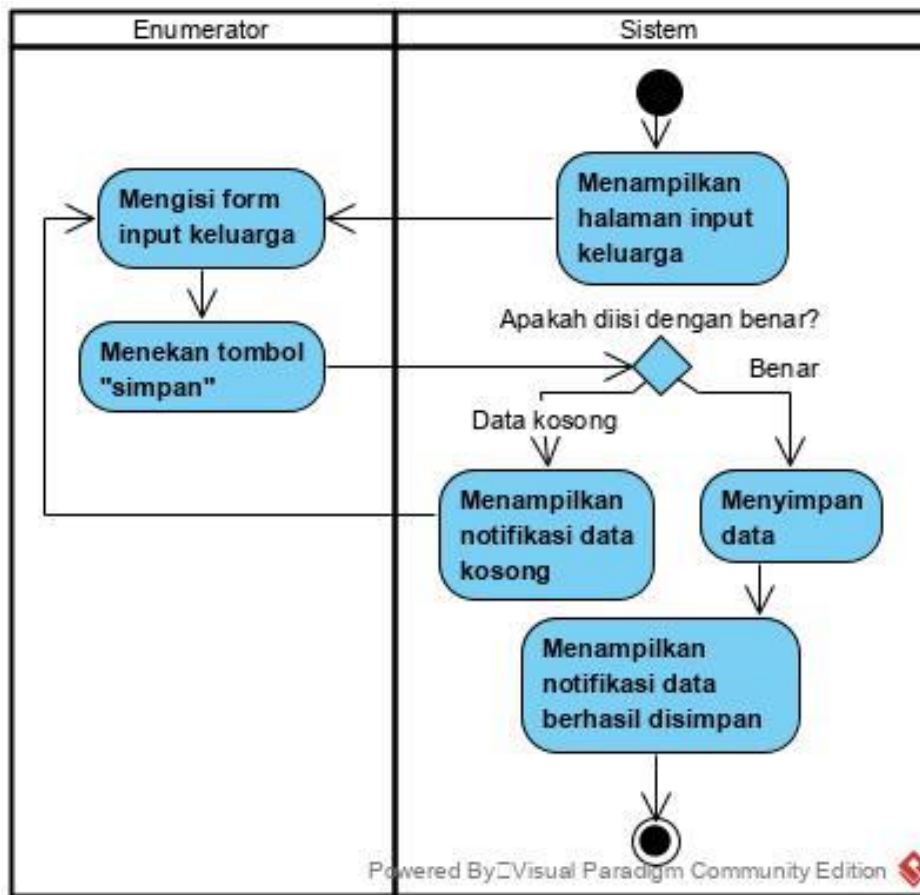 Enumerator
Sistem
Menampilkan
halaman input
keluarga
Mengisi form
input keluarga
Menekan tombol
"simpan"
Apakah diisi dengan benar?
Benar
Data kosong
Menampilkan
notifikasi data
kosong
Menyimpan
data
Menampilkan
notifikasi data
berhasil disimpan
Powered By□Visual Paradigm Community Edition